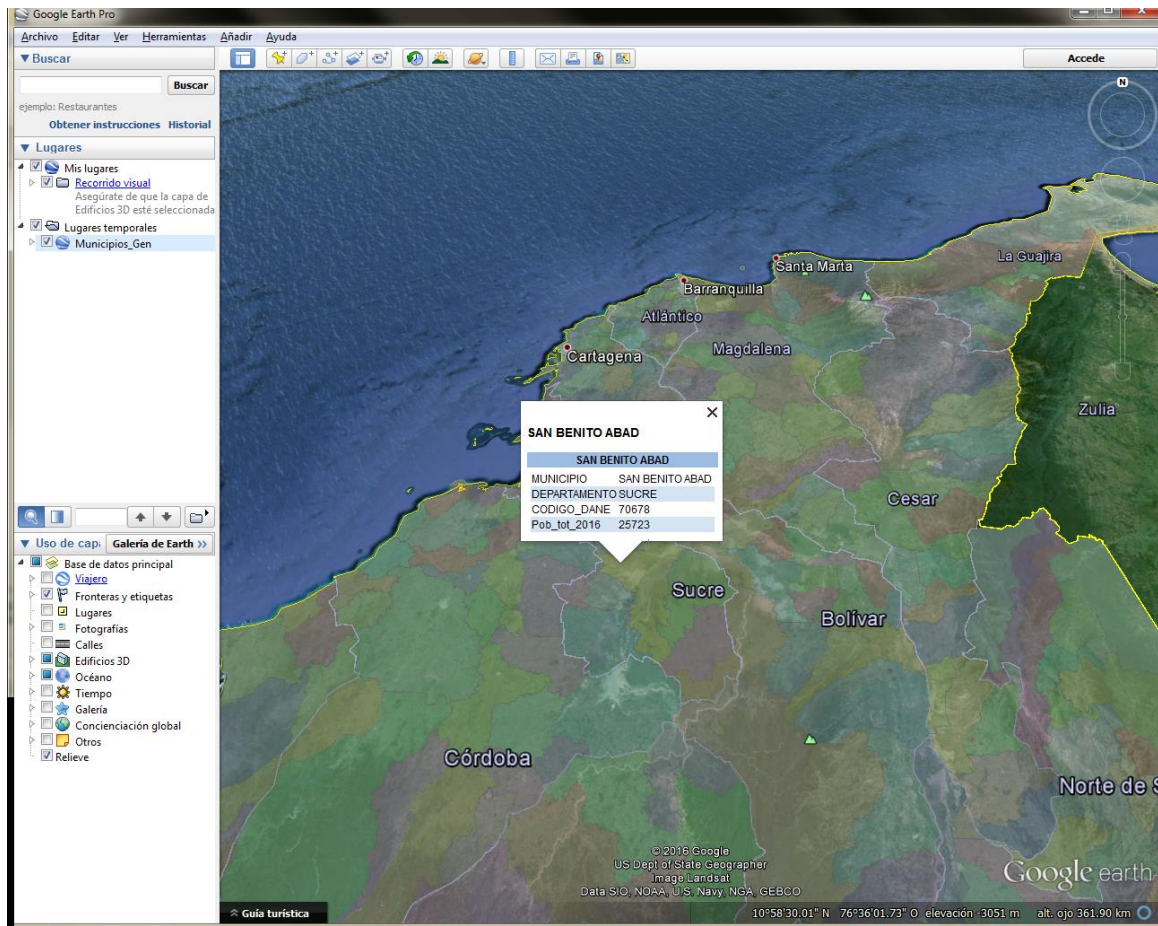 Google Earth Pro
Archivo Editar Ver Herramientas Añadir Ayuda
Buscar
Accede
Buscar
ejemplo: Restaurantes
Obtener instrucciones Historial
Lugares
Mis lugares
Recorrido visual
Asegúrate de que la capa de
Edificios 3D esté seleccionada
Lugares temporales
Municipios_Gen
Uso de cap Galería de Earth >>
Base de datos principal
Viajero
Fronteras y etiquetas
Lugares
Fotografías
Calles
Edificios 3D
Océano
Tiempo
Galería
Concienciación global
Otros
Relieve
N
Santa Marta
La Guajira
Barranquilla
Atlántico
Cartagena
Magdalena
Zulia
SAN BENITO ABAD
SAN BENITO ABAD
MUNICIPIO SAN BENITO ABAD
DEPARTAMENTO SUCRE
CODIGO_DANE 70678
Pob_tot_2016 25723
Cesar
Sucre
Bolívar
Córdoba
Norte de S
© 2016 Google
US Dept of State Geographer
Image Landsat
Data SIO, NOAA, U.S. Navy, NGA, GEBCO
Google earth
Guía turística
10°58'30.01" N 76°36'01.73" O elevación -3051 m alt. ojo 361.90 km